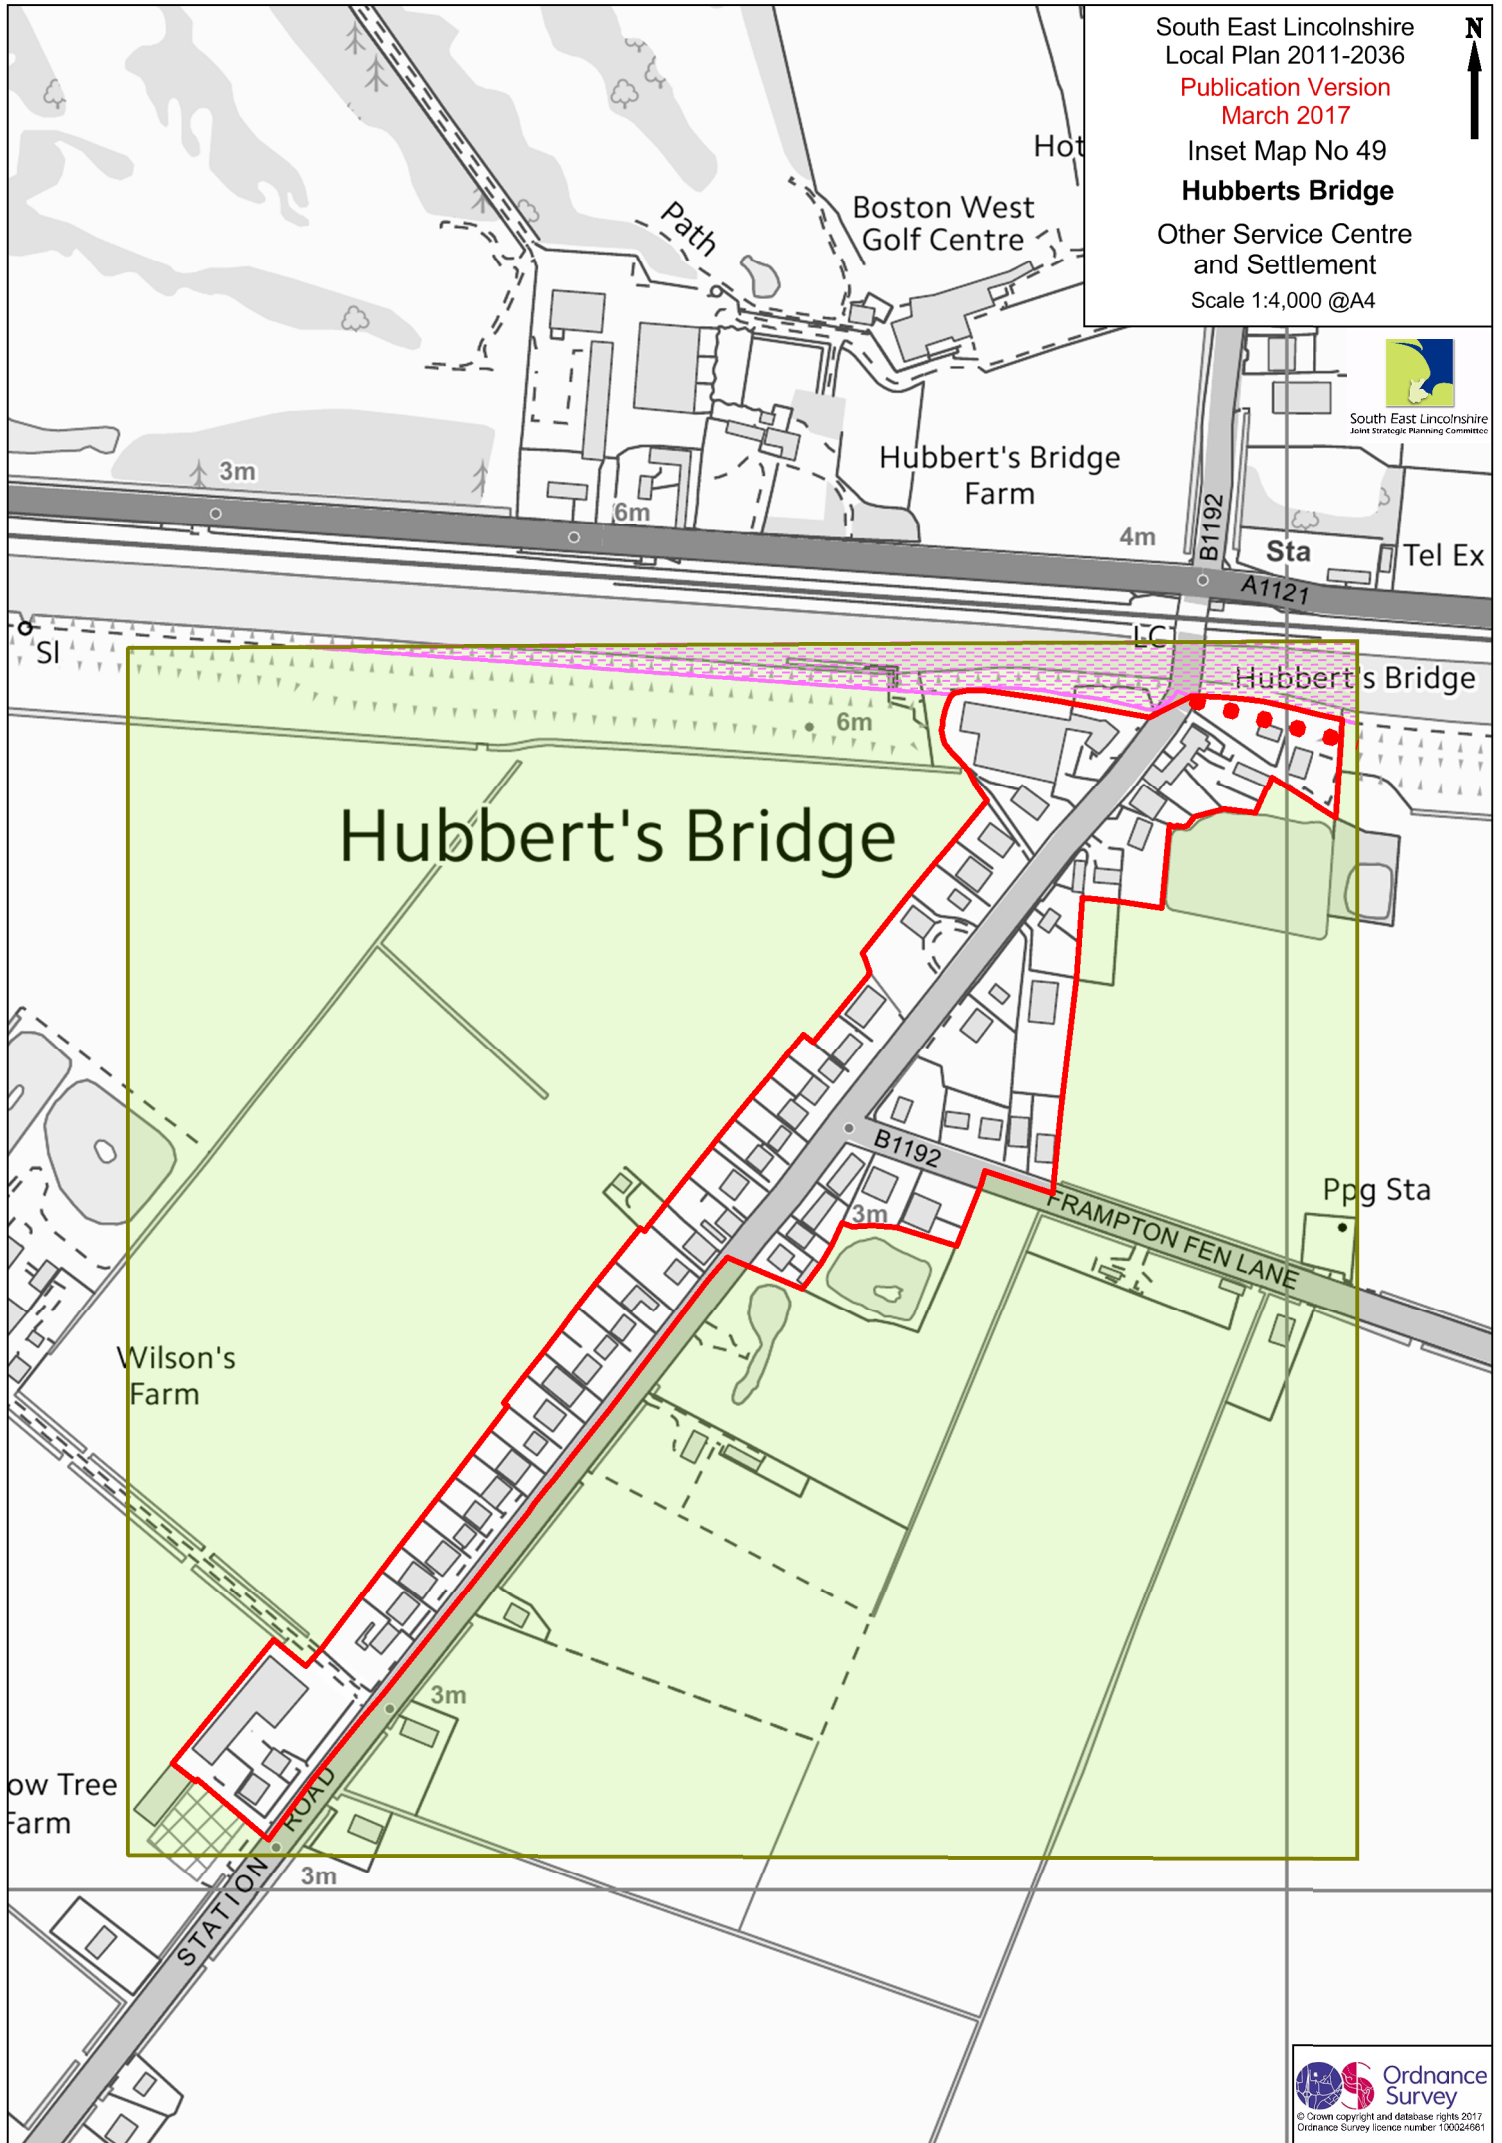 South East Lincolnshire
Local Plan 2011-2036
Publication Version
March 2017
Inset Map No 49
Hubberts Bridge
Other Service Centre
and Settlement
Scale 1:4,000 @A4
N
South East Lincolnshire
Joint Strategic Planning Committee
Hot
Path
Boston West
Golf Centre
Hubbert's Bridge
Farm
3m
6m
4m
B1192
Sta
Tel Ex
A1121
LC
Sl
Hubbert's Bridge
6m
Hubbert's Bridge
B1192
3m
FRAMPTON FEN LANE
Ppg Sta
Wilson's
Farm
3m
ow Tree
Farm
STATION ROAD
3m
Ordnance
Survey
© Crown copyright and database rights 2017
Ordnance Survey licence number 100024661